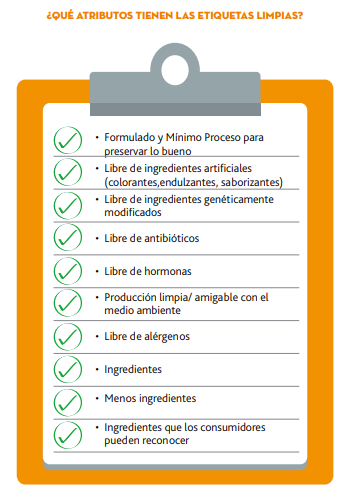 ¿QUÉ ATRIBUTOS TIENEN LAS ETIQUETAS LIMPIAS?
• Formulado y Mínimo Proceso para
preservar lo bueno
• Libre de ingredientes artificiales
(colorantes,endulzantes, saborizantes)
• Libre de ingredientes genéticamente
modificados
• Libre de antibióticos
• Libre de hormonas
• Producción limpia/ amigable con el
medio ambiente
• Libre de alérgenos
• Ingredientes
• Menos ingredientes
• Ingredientes que los consumidores
pueden reconocer